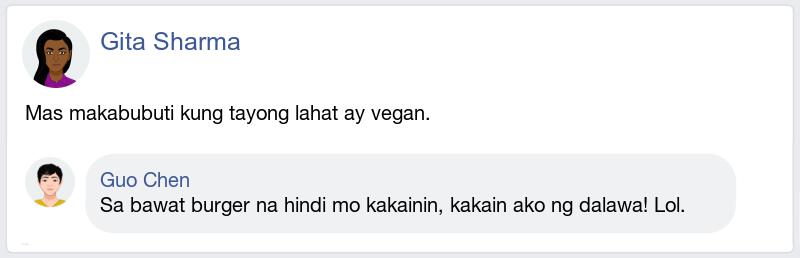 Gita Sharma
Mas makabubuti kung tayong lahat ay vegan.
Guo Chen
Sa bawat burger na hindi mo kakainin, kakain ako ng dalawa! Lol.